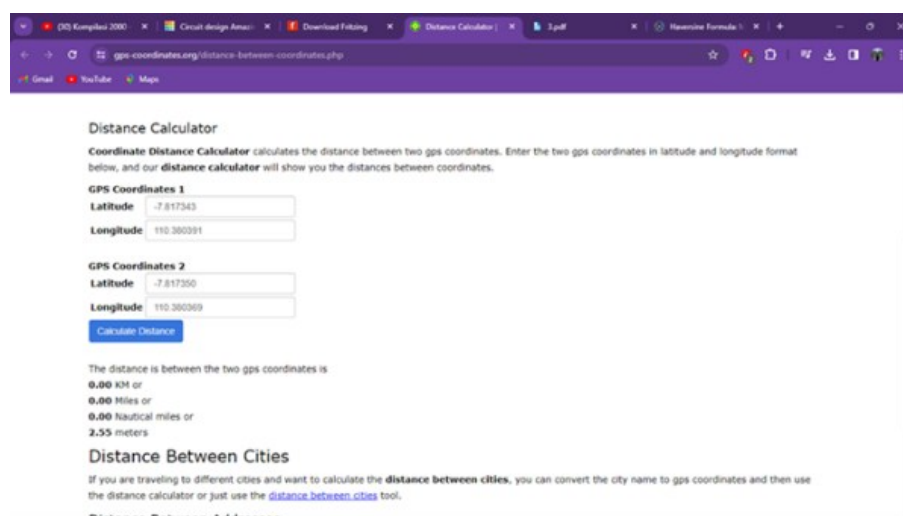 (30) Kompilasi 2000
Circuit design Amaz
Download Fritzing
Distance Calculator |
3.pdf
Haversine Formula
gps-coordinates.org/distance-between-coordinates.php
Gmail
YouTube
Maps
Distance Calculator
Coordinate Distance Calculator calculates the distance between two gps coordinates. Enter the two gps coordinates in latitude and longitude format
below, and our distance calculator will show you the distances between coordinates.
GPS Coordinates 1
Latitude -7.817343
Longitude 110.380391
GPS Coordinates 2
Latitude -7.817350
Longitude 110.380369
Calculate Distance
The distance is between the two gps coordinates is
0.00 KM or
0.00 Miles or
0.00 Nautical miles or
2.55 meters
Distance Between Cities
If you are traveling to different cities and want to calculate the distance between cities, you can convert the city name to gps coordinates and then use
the distance calculator or just use the distance between cities tool.